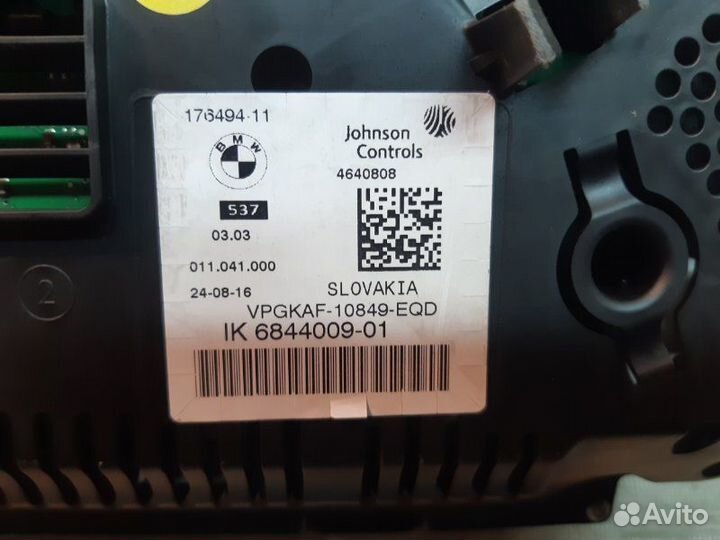 176494-11
BMW
Johnson
Controls
4640808
537
03.03
011.041.000
24-08-16
SLOVAKIA
VPGKAF-10849-EQD
IK 6844009-01
2
Avito